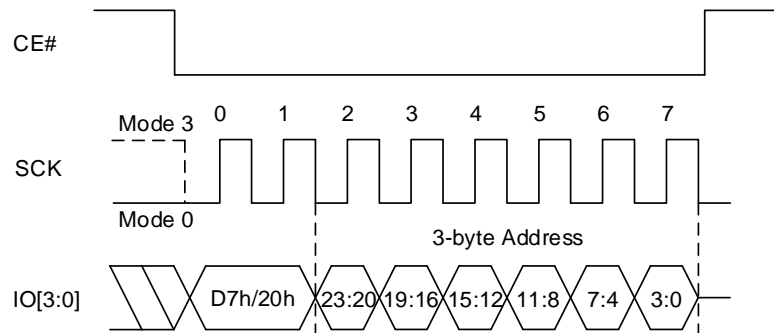 CE#
0 1 2 3 4 5 6 7
Mode 3
SCK
Mode 0
3-byte Address
IO[3:0] D7h/20h 23:20 19:16 15:12 11:8 7:4 3:0